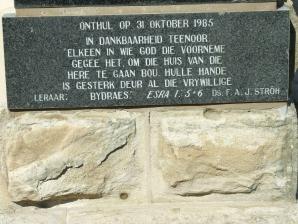 ONTHUL OP 31 OKTOBER 1985
IN DANKBAARHEID TEENOOR
"ELKEEN IN WIE GOD DIE VOORNEME
GEGEE HET, OM DIE HUIS VAN DIE
HERE TE GAAN BOU. HULLE HANDE
IS GESTERK DEUR AL DIE VRYWILLIGE
BYDRAES." ESRA 1:5+6
LERAAR: DS. F. A. J. STRÖH